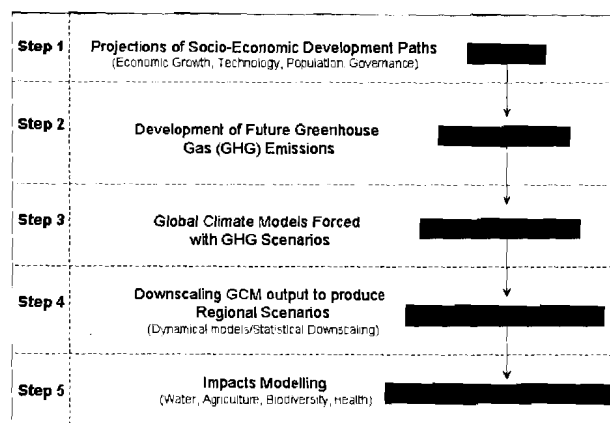 Step 1
Projections of Socio-Economic Development Paths
(Economic Growth, Technology, Population, Governance)
Step 2
Development of Future Greenhouse
Gas (GHG) Emissions
Step 3
Global Climate Models Forced
with GHG Scenarios
Step 4
Downscaling GCM output to produce
Regional Scenarios
(Dynamical models/Statistical Downscaling)
Step 5
Impacts Modelling
(Water, Agriculture, Biodiversity, Health)